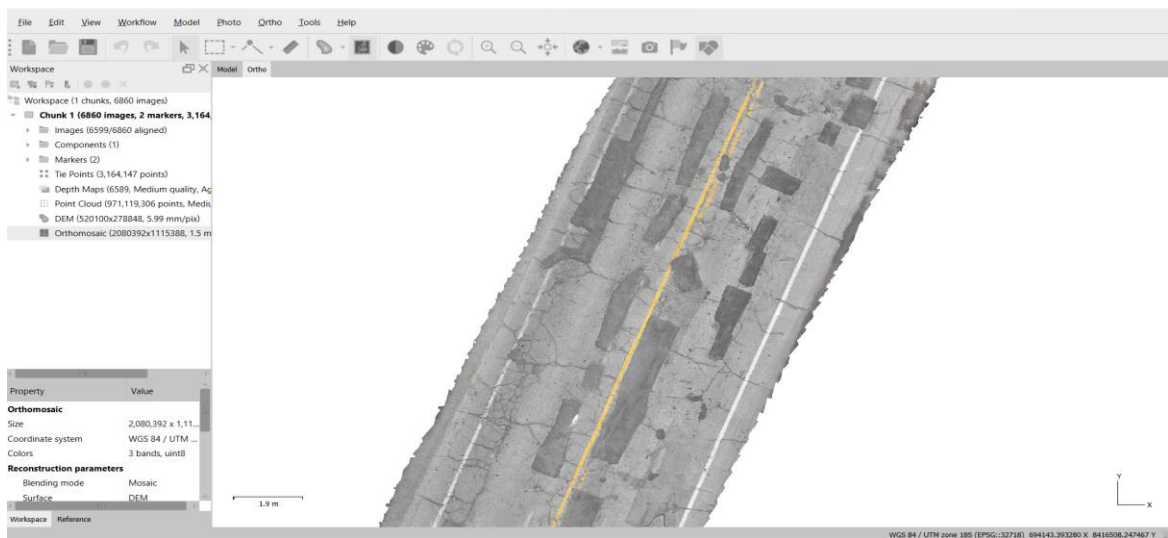 File Edit View Workflow Model Photo Ortho Tools Help
Workspace
Model Ortho
Workspace (1 chunks, 6860 images)
Chunk 1 (6860 images, 2 markers, 3,164,
Images (6599/6860 aligned)
Components (1)
Markers (2)
Tie Points (3,164,147 points)
Depth Maps (6589, Medium quality, Ag
Point Cloud (971,119,306 points, Mediu
DEM (520100x278848, 5.99 mm/pix)
Orthomosaic (2080392x1115388, 1.5 m
Property Value
Orthomosaic
Size 2,080,392 x 1,11...
Coordinate system WGS 84 / UTM ...
Colors 3 bands, uint8
Reconstruction parameters
Blending mode Mosaic
Surface DEM
1.9 m
Y
X
Workspace Reference
WGS 84 / UTM zone 18S (EPSG::32718) 694143.393280 X 8416508.247467 Y